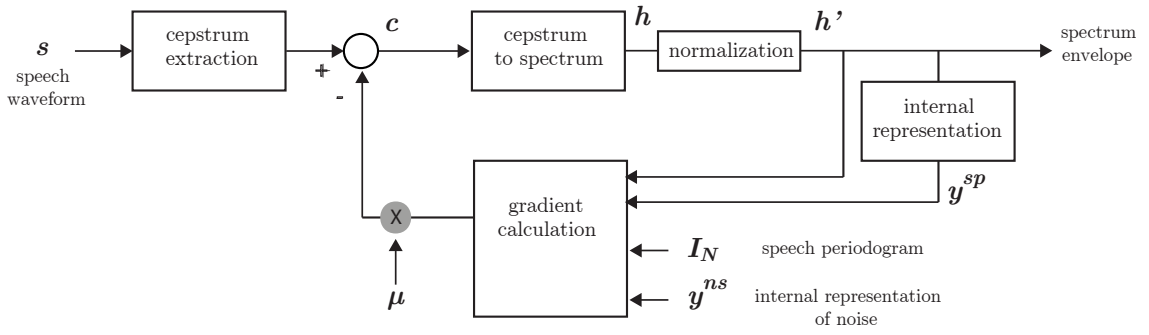 s
speech
waveform
cepstrum
extraction
+
-
c
cepstrum
to spectrum
h
normalization
h'
spectrum
envelope
internal
representation
y^{sp}
gradient
calculation
X
μ
I_N
speech periodogram
y^{ns}
internal representation
of noise